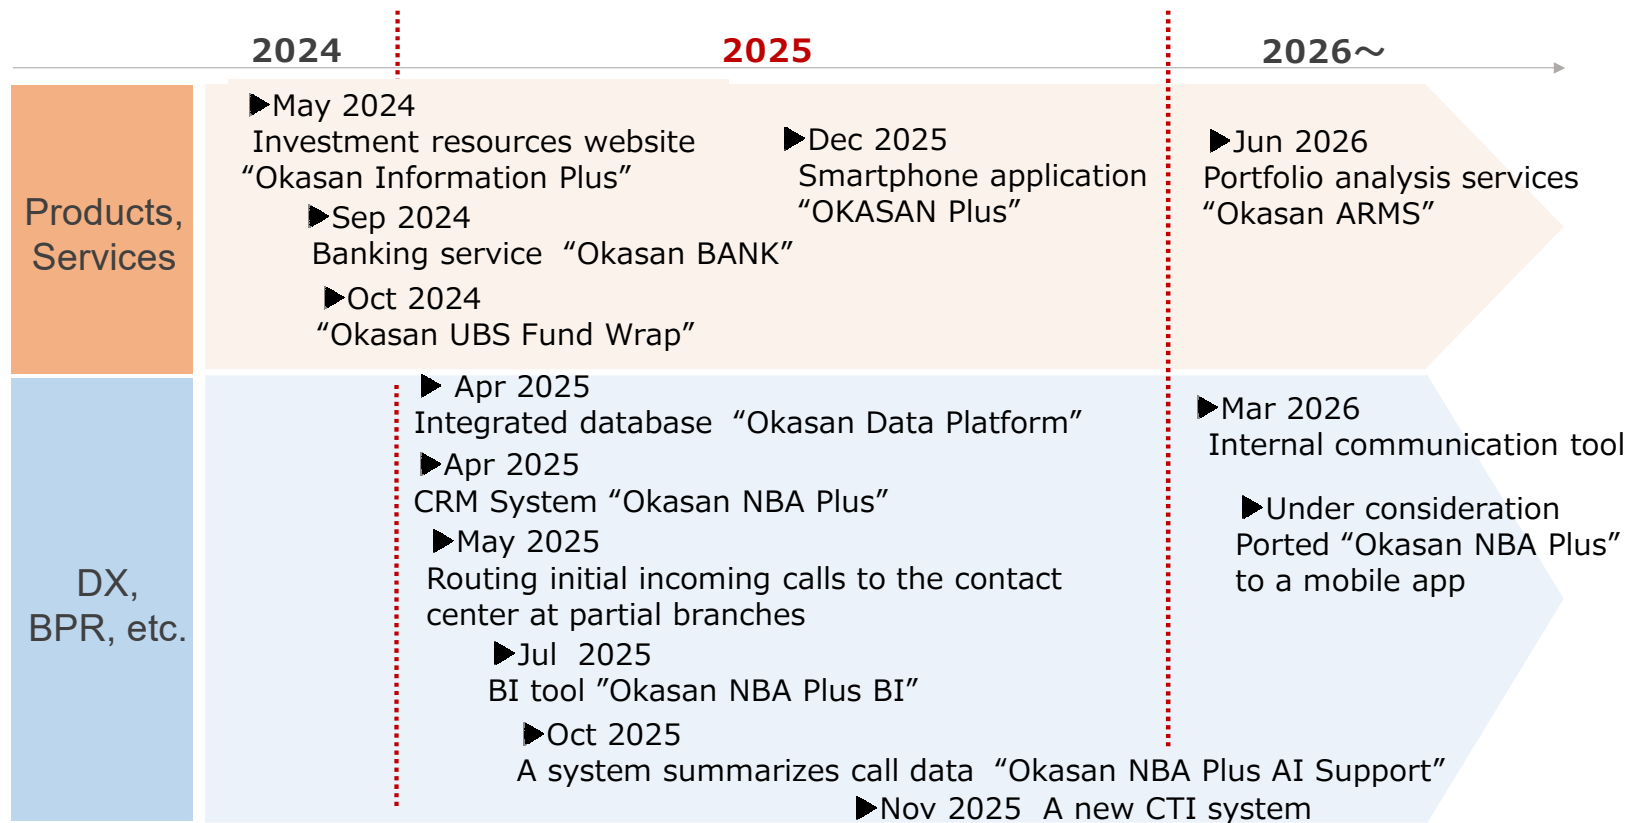 2024
2025
2026～
Products,
Services
▶May 2024
Investment resources website
“Okasan Information Plus”
▶Sep 2024
Banking service “Okasan BANK”
▶Oct 2024
“Okasan UBS Fund Wrap”
▶Dec 2025
Smartphone application
“OKASAN Plus”
▶Jun 2026
Portfolio analysis services
“Okasan ARMS”
DX,
BPR, etc.
▶ Apr 2025
Integrated database “Okasan Data Platform”
▶Apr 2025
CRM System “Okasan NBA Plus”
▶May 2025
Routing initial incoming calls to the contact
center at partial branches
▶Jul 2025
BI tool ”Okasan NBA Plus BI”
▶Oct 2025
A system summarizes call data “Okasan NBA Plus AI Support”
▶Nov 2025 A new CTI system
▶Mar 2026
Internal communication tool
▶Under consideration
Ported “Okasan NBA Plus”
to a mobile app